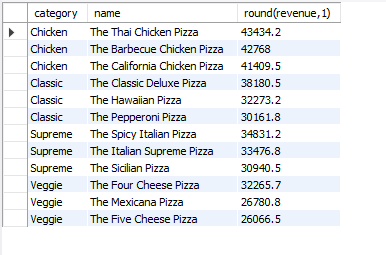 category name round(revenue,1)
Chicken The Thai Chicken Pizza 43434.2
Chicken The Barbecue Chicken Pizza 42768
Chicken The California Chicken Pizza 41409.5
Classic The Classic Deluxe Pizza 38180.5
Classic The Hawaiian Pizza 32273.2
Classic The Pepperoni Pizza 30161.8
Supreme The Spicy Italian Pizza 34831.2
Supreme The Italian Supreme Pizza 33476.8
Supreme The Sicilian Pizza 30940.5
Veggie The Four Cheese Pizza 32265.7
Veggie The Mexicana Pizza 26780.8
Veggie The Five Cheese Pizza 26066.5